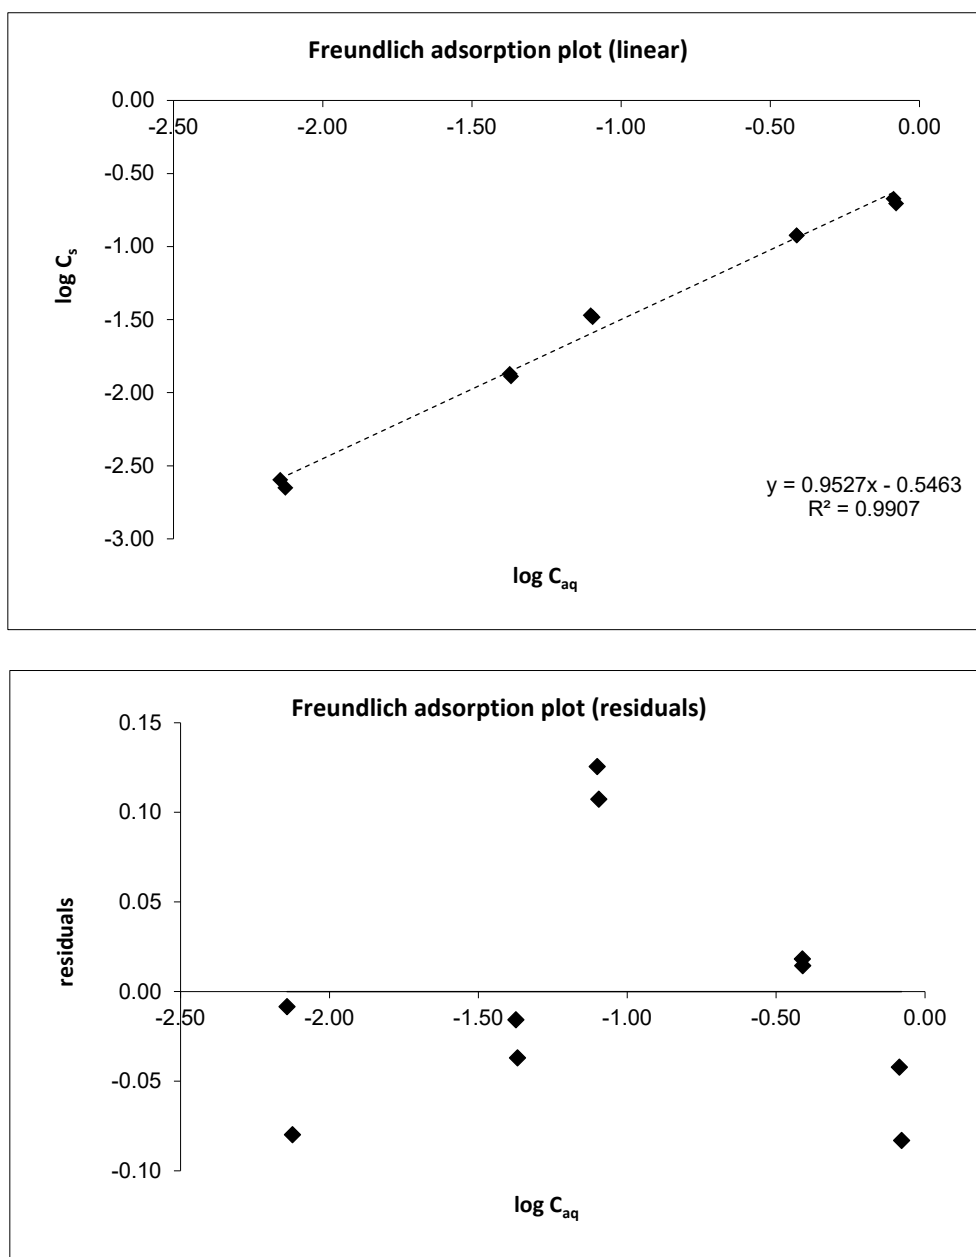 Freundlich adsorption plot (linear)
0.00
-2.50 -2.00 -1.50 -1.00 -0.50 0.00
-0.50
-1.00
log Cs
-1.50
-2.00
-2.50
y = 0.9527x - 0.5463
R² = 0.9907
-3.00
log Caq
Freundlich adsorption plot (residuals)
0.15
0.10
0.05
residuals
0.00
-2.50 -2.00 -1.50 -1.00 -0.50 0.00
-0.05
-0.10
log Caq